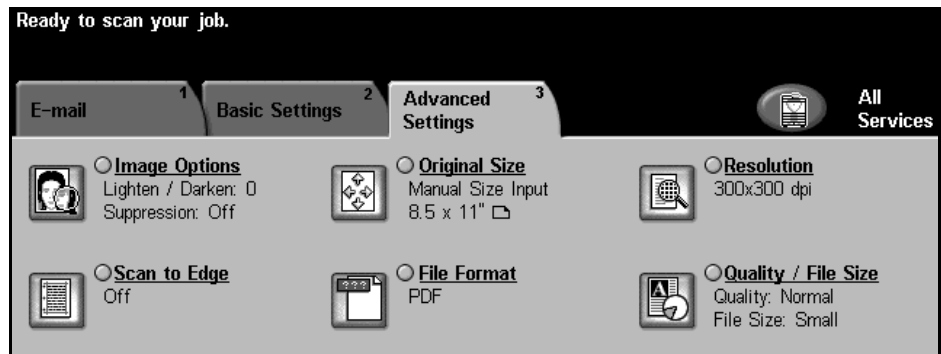 Ready to scan your job.
E-mail
1
Basic Settings
2
Advanced
Settings
3
All
Services
Image Options
Lighten / Darken: 0
Suppression: Off
Original Size
Manual Size Input
8.5 x 11"
Resolution
300x300 dpi
Scan to Edge
Off
???
File Format
PDF
A
Quality / File Size
Quality: Normal
File Size: Small